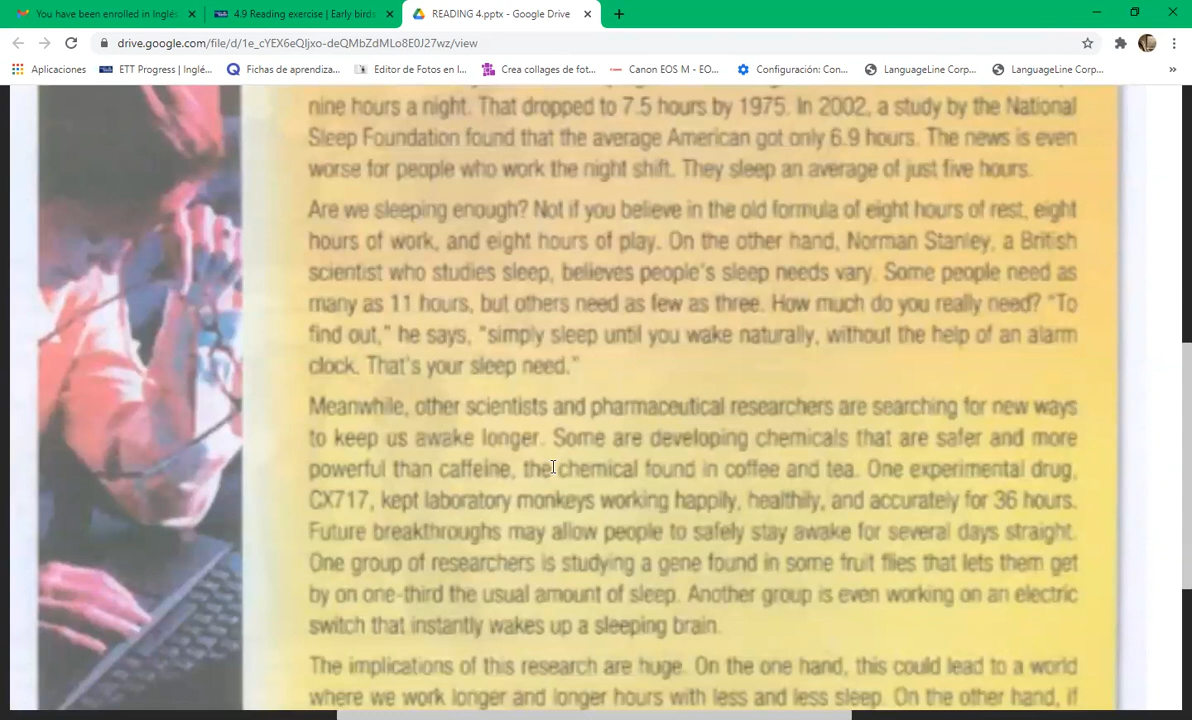 You have been enrolled in Inglés
4.9 Reading exercise | Early birds
READING 4.pptx - Google Drive
drive.google.com/file/d/1e_cYEX6eQIjxo-deQMbZdMLo8E0J27wz/view
Aplicaciones
ETT Progress | Inglé...
Fichas de aprendiza...
Editor de Fotos en l...
Crea collages de fot...
Canon EOS M - EO...
Configuración: Con...
LanguageLine Corp...
LanguageLine Corp...
nine hours a night. That dropped to 7.5 hours by 1975. In 2002, a study by the National
Sleep Foundation found that the average American got only 6.9 hours. The news is even
worse for people who work the night shift. They sleep an average of just five hours.
Are we sleeping enough? Not if you believe in the old formula of eight hours of rest, eight
hours of work, and eight hours of play. On the other hand, Norman Stanley, a British
scientist who studies sleep, believes people's sleep needs vary. Some people need as
many as 11 hours, but others need as few as three. How much do you really need? "To
find out," he says, "simply sleep until you wake naturally, without the help of an alarm
clock. That's your sleep need."
Meanwhile, other scientists and pharmaceutical researchers are searching for new ways
to keep us awake longer. Some are developing chemicals that are safer and more
powerful than caffeine, the chemical found in coffee and tea. One experimental drug,
CX717, kept laboratory monkeys working happily, healthily, and accurately for 36 hours.
Future breakthroughs may allow people to safely stay awake for several days straight.
One group of researchers is studying a gene found in some fruit flies that lets them get
by on one-third the usual amount of sleep. Another group is even working on an electric
switch that instantly wakes up a sleeping brain.
The implications of this research are huge. On the one hand, this could lead to a world
where we work longer and longer hours with less and less sleep. On the other hand, if